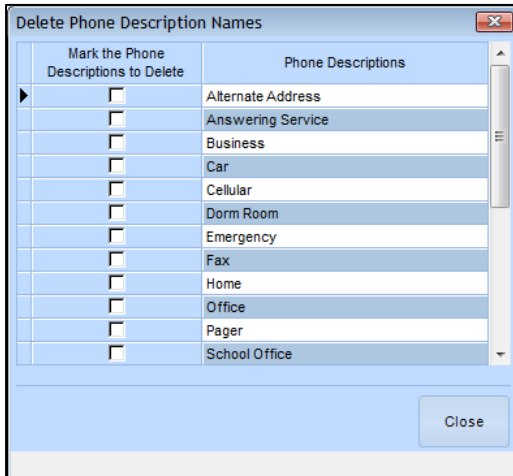 Delete Phone Description Names
Mark the Phone
Descriptions to Delete
Phone Descriptions
Alternate Address
Answering Service
Business
Car
Cellular
Dorm Room
Emergency
Fax
Home
Office
Pager
School Office
Close